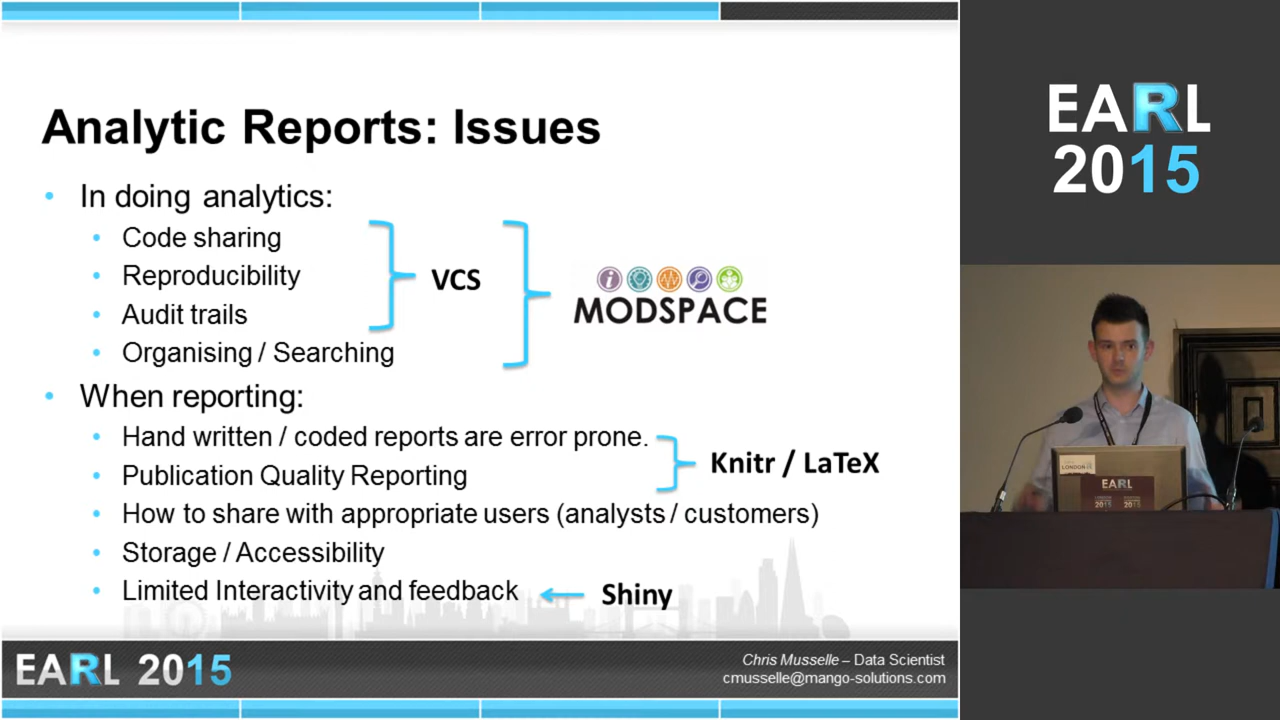 Analytic Reports: Issues
• In doing analytics:
• Code sharing
• Reproducibility
• Audit trails
• Organising / Searching
VCS
MODSPACE
• When reporting:
• Hand written / coded reports are error prone.
• Publication Quality Reporting
Knitr / LaTeX
• How to share with appropriate users (analysts / customers)
• Storage / Accessibility
• Limited Interactivity and feedback
Shiny
EARL 2015
Chris Musselle – Data Scientist
cmusselle@mango-solutions.com
EARL
2015
LONDON
EARL